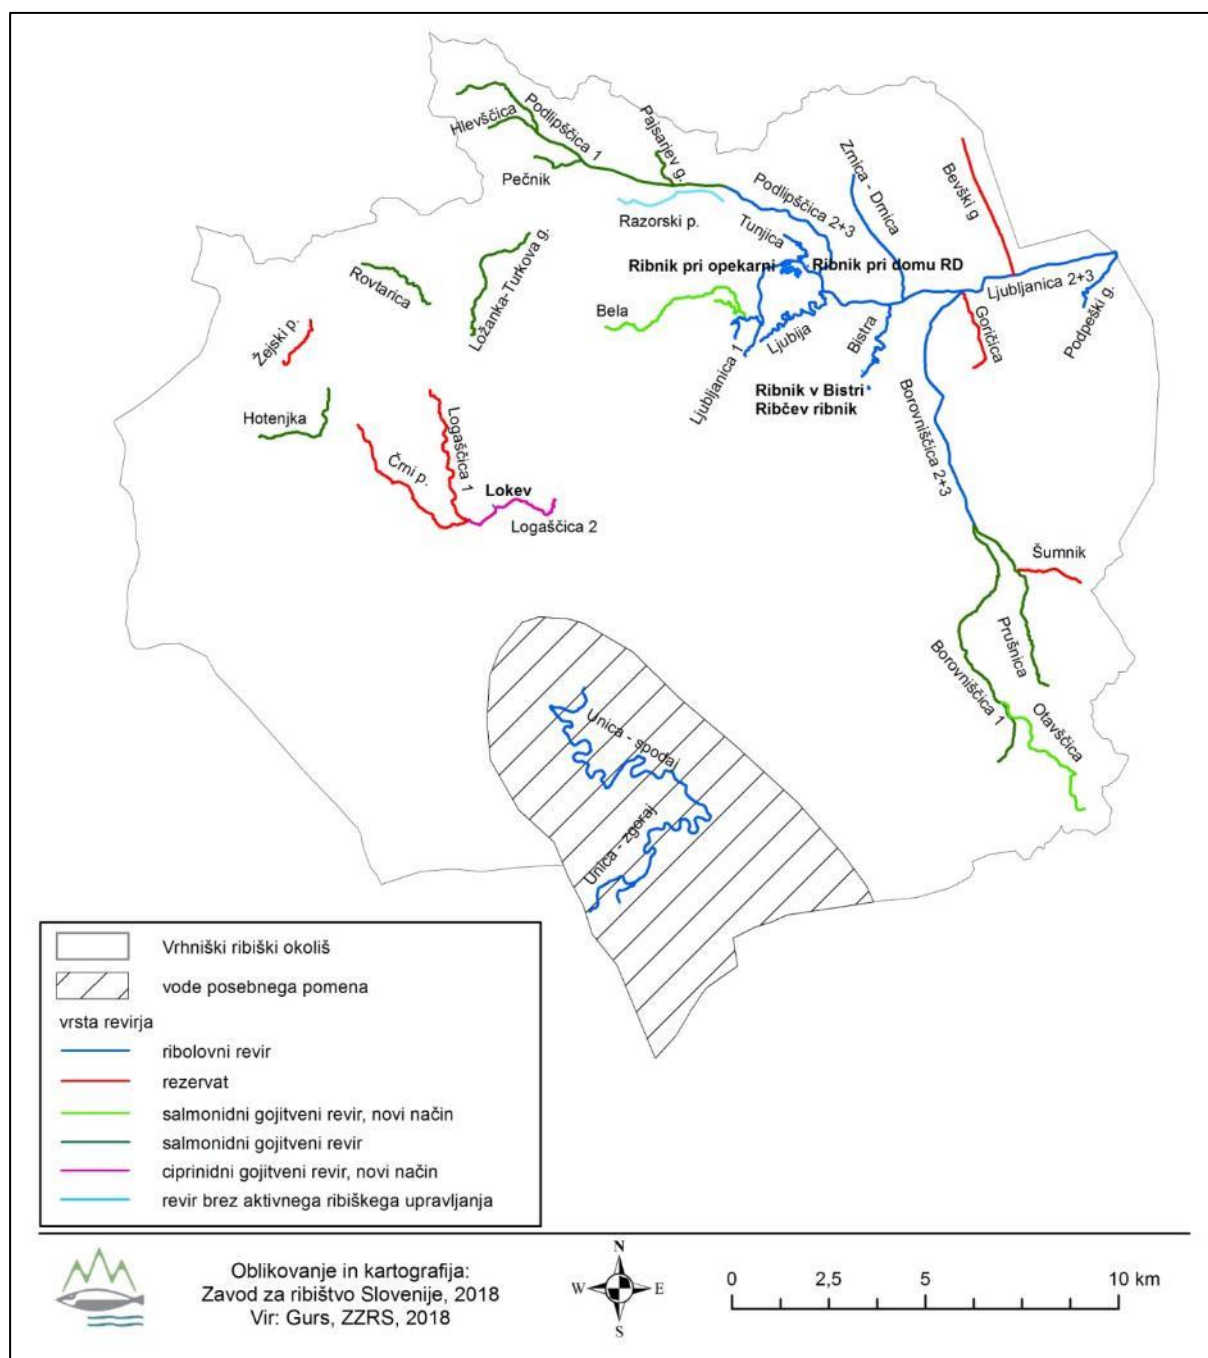 Hlevščica
Podlipščica 1
Pajsarjev g.
Pečnik
Razorski p.
Podlipščica 2+3
Zrnica - Drnica
Bevški g
Tunjica
Ribnik pri opekarni
Ribnik pri domu RD
Ljubljanica 2+3
Podpeški g.
Rovtarica
Ložanka-Turkova g.
Bela
Žejski p.
Ljubljanica 1
Ljubija
Bistra
Goričica
Hotenjka
Ribnik v Bistri
Ribčev ribnik
Borovniščica 2+3
Črni p.
Logaščica 1
Lokev
Logaščica 2
Šumnik
Prušnica
Borovniščica 1
Otavščica
Unica - spodaj
Unica - zgoraj
Vrhniški ribiški okoliš
vode posebnega pomena
vrsta revirja
ribolovni revir
rezervat
salmonidni gojitveni revir, novi način
salmonidni gojitveni revir
ciprinidni gojitveni revir, novi način
revir brez aktivnega ribiškega upravljanja
Oblikovanje in kartografija:
Zavod za ribištvo Slovenije, 2018
Vir: Gurs, ZZRS, 2018
N
W E
S
0 2,5 5 10 km